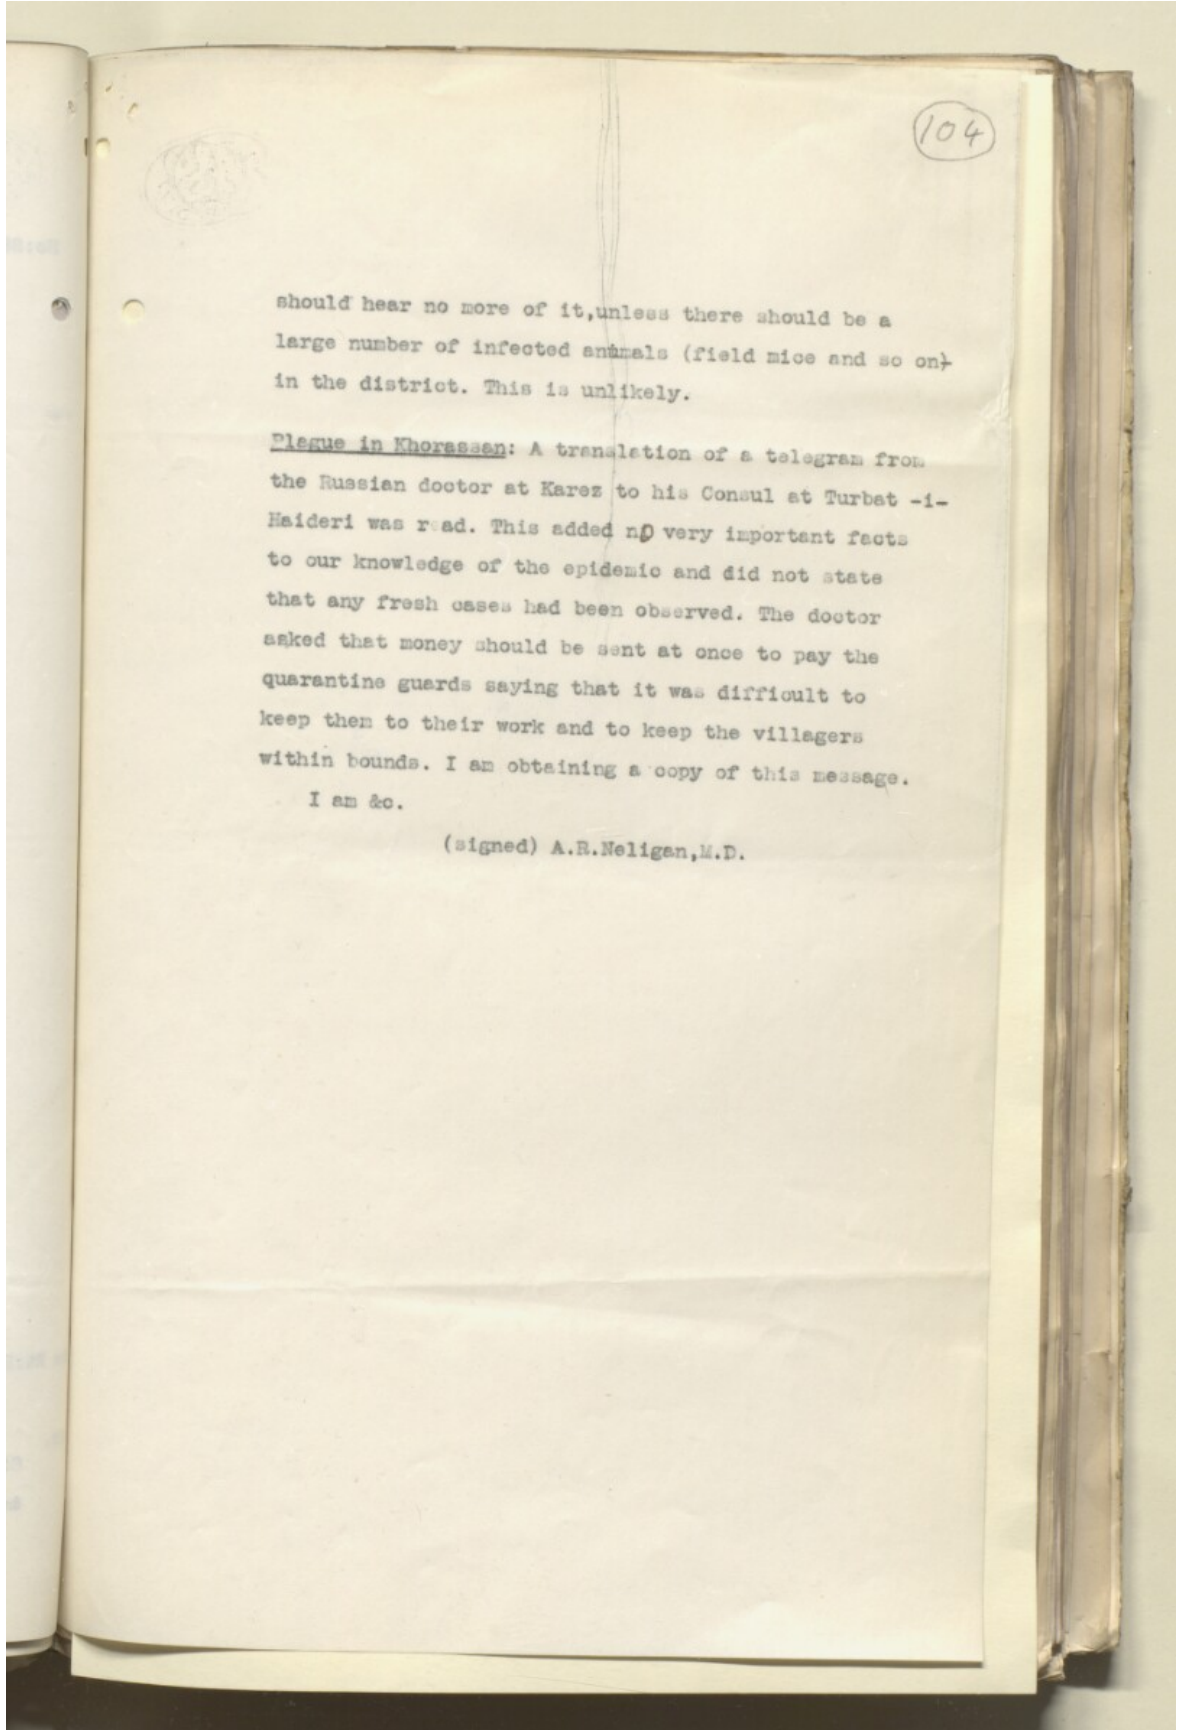 104
should hear no more of it,unless there should be a
large number of infected animals (field mice and so on)
in the district. This is unlikely.
Plague in Khorassan: A translation of a telegram from
the Russian doctor at Karez to his Consul at Turbat -i-
Haideri was read. This added no very important facts
to our knowledge of the epidemic and did not state
that any fresh cases had been observed. The doctor
asked that money should be sent at once to pay the
quarantine guards saying that it was difficult to
keep them to their work and to keep the villagers
within bounds. I am obtaining a copy of this message.
I am &c.
(signed) A.R.Neligan,M.D.